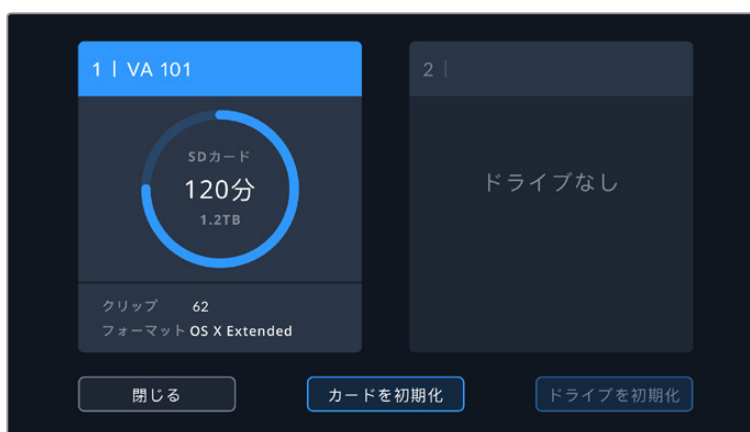 1 | VA 101
SDカード
120分
1.2TB
クリップ 62
フォーマット OS X Extended
2 |
ドライブなし
閉じる
カードを初期化
ドライブを初期化